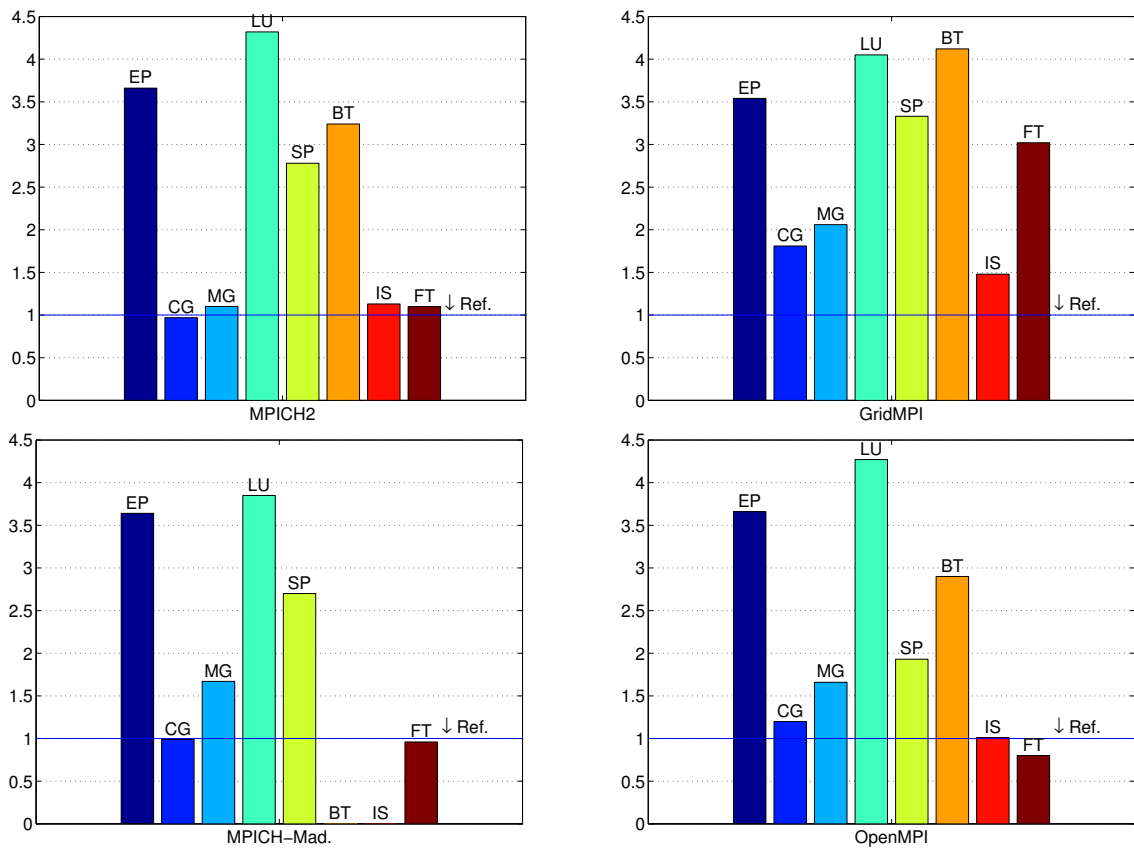 4.5
4
3.5
3
2.5
2
1.5
1
0.5
0
EP
CG
MG
LU
SP
BT
IS
FT
↓ Ref.
MPICH2
4.5
4
3.5
3
2.5
2
1.5
1
0.5
0
EP
CG
MG
LU
SP
BT
IS
FT
↓ Ref.
GridMPI
4.5
4
3.5
3
2.5
2
1.5
1
0.5
0
EP
CG
MG
LU
SP
BT
IS
FT
↓ Ref.
MPICH−Mad.
4.5
4
3.5
3
2.5
2
1.5
1
0.5
0
EP
CG
MG
LU
SP
BT
IS
FT
↓ Ref.
OpenMPI